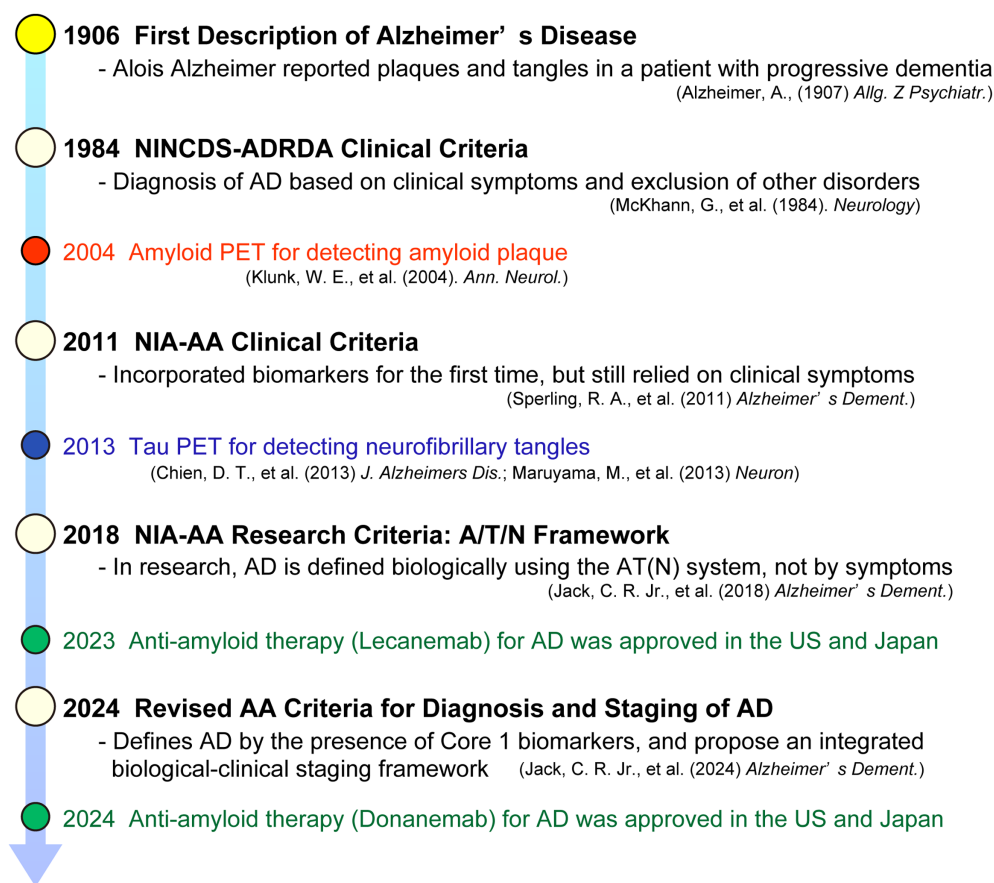 1906 First Description of Alzheimer’ s Disease
- Alois Alzheimer reported plaques and tangles in a patient with progressive dementia
(Alzheimer, A., (1907) Allg. Z Psychiatr.)
1984 NINCDS-ADRDA Clinical Criteria
- Diagnosis of AD based on clinical symptoms and exclusion of other disorders
(McKhann, G., et al. (1984). Neurology)
2004 Amyloid PET for detecting amyloid plaque
(Klunk, W. E., et al. (2004). Ann. Neurol.)
2011 NIA-AA Clinical Criteria
- Incorporated biomarkers for the first time, but still relied on clinical symptoms
(Sperling, R. A., et al. (2011) Alzheimer’ s Dement.)
2013 Tau PET for detecting neurofibrillary tangles
(Chien, D. T., et al. (2013) J. Alzheimers Dis.; Maruyama, M., et al. (2013) Neuron)
2018 NIA-AA Research Criteria: A/T/N Framework
- In research, AD is defined biologically using the AT(N) system, not by symptoms
(Jack, C. R. Jr., et al. (2018) Alzheimer’ s Dement.)
2023 Anti-amyloid therapy (Lecanemab) for AD was approved in the US and Japan
2024 Revised AA Criteria for Diagnosis and Staging of AD
- Defines AD by the presence of Core 1 biomarkers, and propose an integrated
biological-clinical staging framework (Jack, C. R. Jr., et al. (2024) Alzheimer’ s Dement.)
2024 Anti-amyloid therapy (Donanemab) for AD was approved in the US and Japan